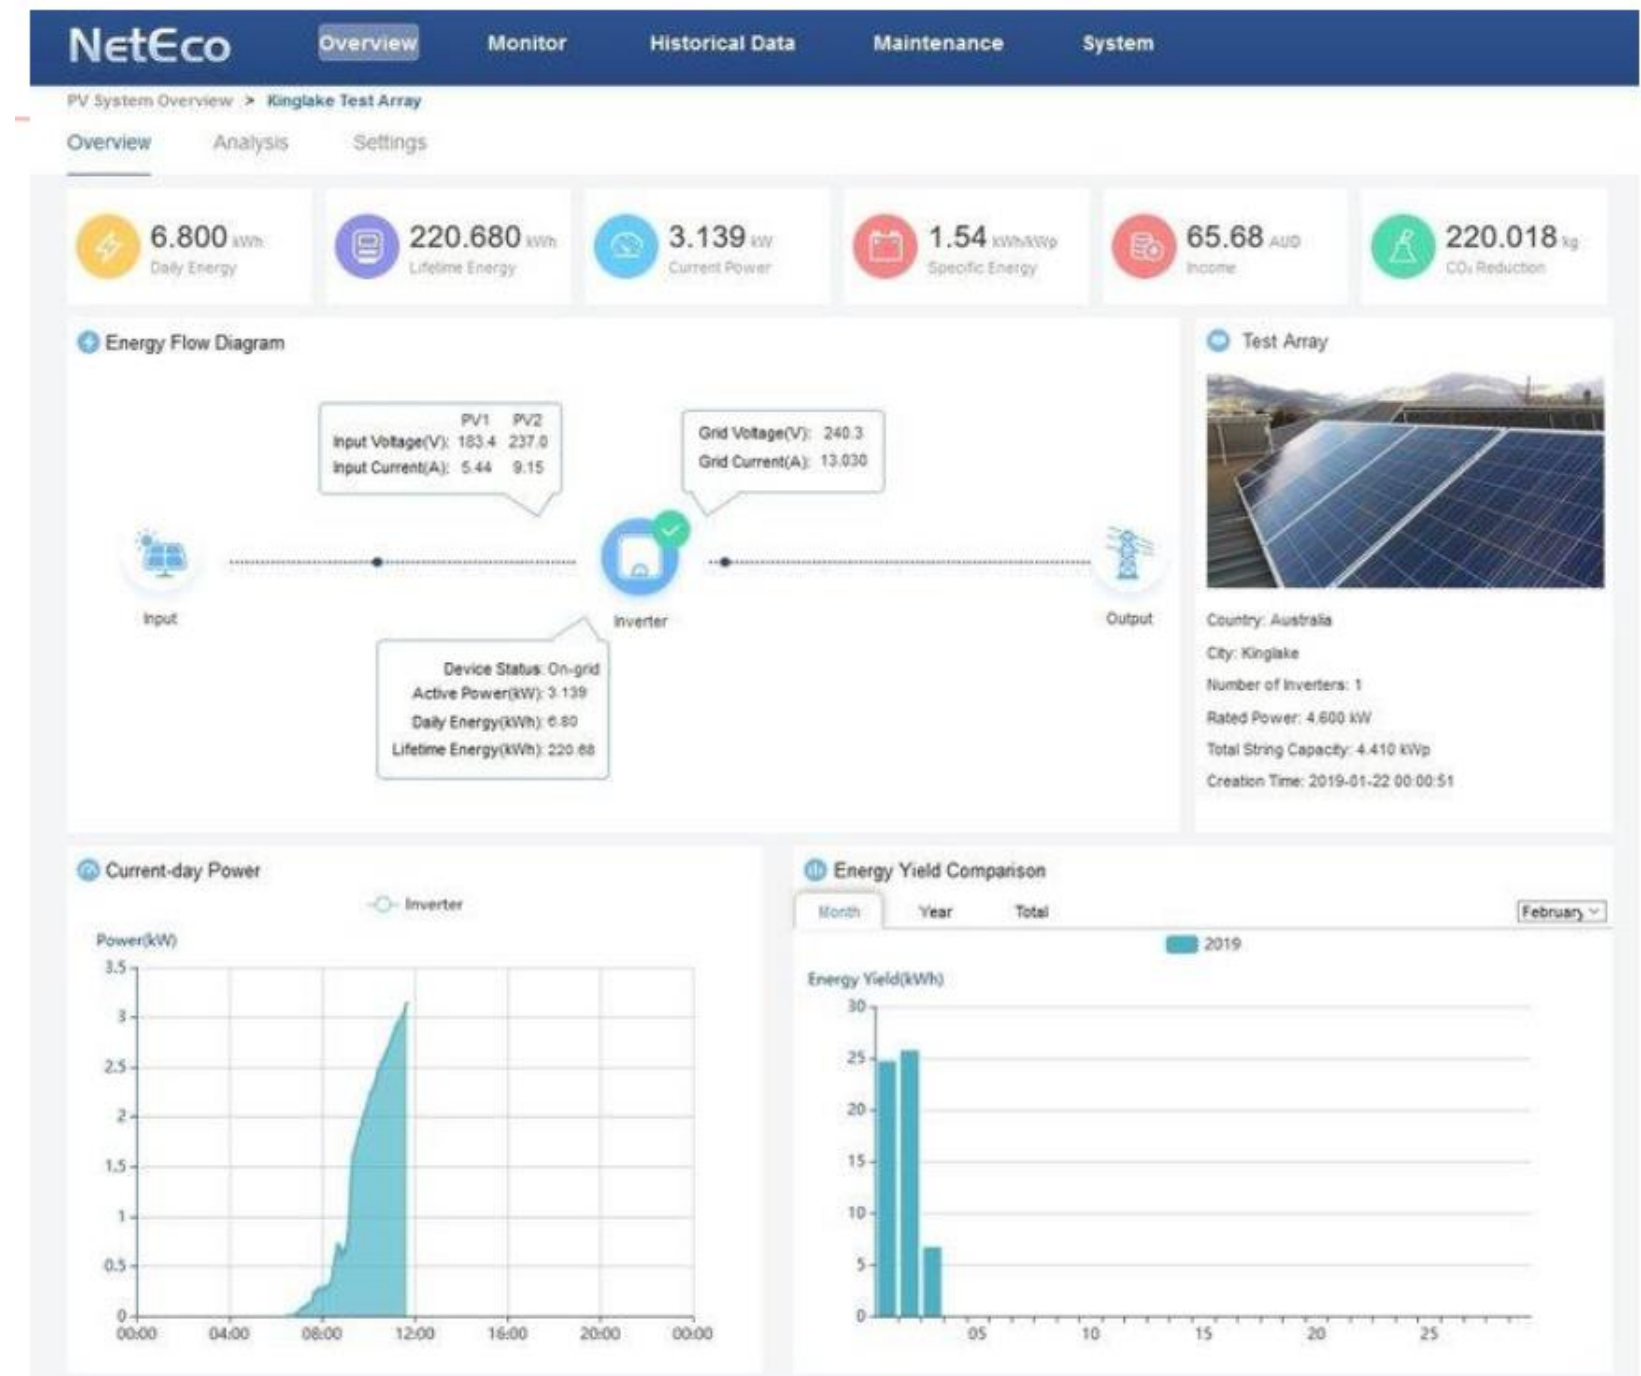 NetEco Overview Monitor Historical Data Maintenance System
PV System Overview > Kinglake Test Array
Overview Analysis Settings
6.800 kWh
Daily Energy
220.680 kWh
Lifetime Energy
3.139 kW
Current Power
1.54 kWh/kWp
Specific Energy
65.68 AUD
Income
220.018 kg
CO₂ Reduction
Energy Flow Diagram
PV1 PV2
Input Voltage(V): 183.4 237.0
Input Current(A): 5.44 9.15
Grid Voltage(V): 240.3
Grid Current(A): 13.030
Input
Inverter
Output
Device Status: On-grid
Active Power(kW): 3.139
Daily Energy(kWh): 6.80
Lifetime Energy(kWh): 220.68
Test Array
Country: Australia
City: Kinglake
Number of Inverters: 1
Rated Power: 4.600 kW
Total String Capacity: 4.410 kWp
Creation Time: 2019-01-22 00:00:51
Current-day Power
Inverter
Power(kW)
3.5
3
2.5
2
1.5
1
0.5
0
00:00 04:00 08:00 12:00 16:00 20:00 00:00
Energy Yield Comparison
Month Year Total February
2019
Energy Yield(kWh)
30
25
20
15
10
5
0
05 10 15 20 25